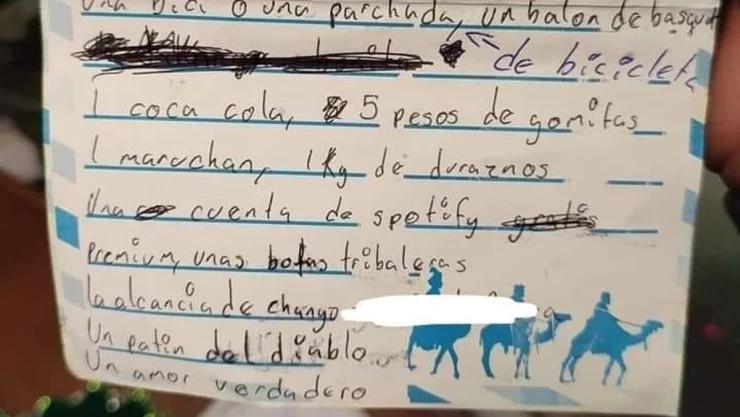 una bici o una parchada, un balon de basquet
de bicicleta
1 coca cola, 5 pesos de gomitas
1 maruchan, 1 Kg de duraznos
Una cuenta de spotify
premium, unas botas tribaleras
la alcancia de chango
Un patin del diablo
Un amor verdadero